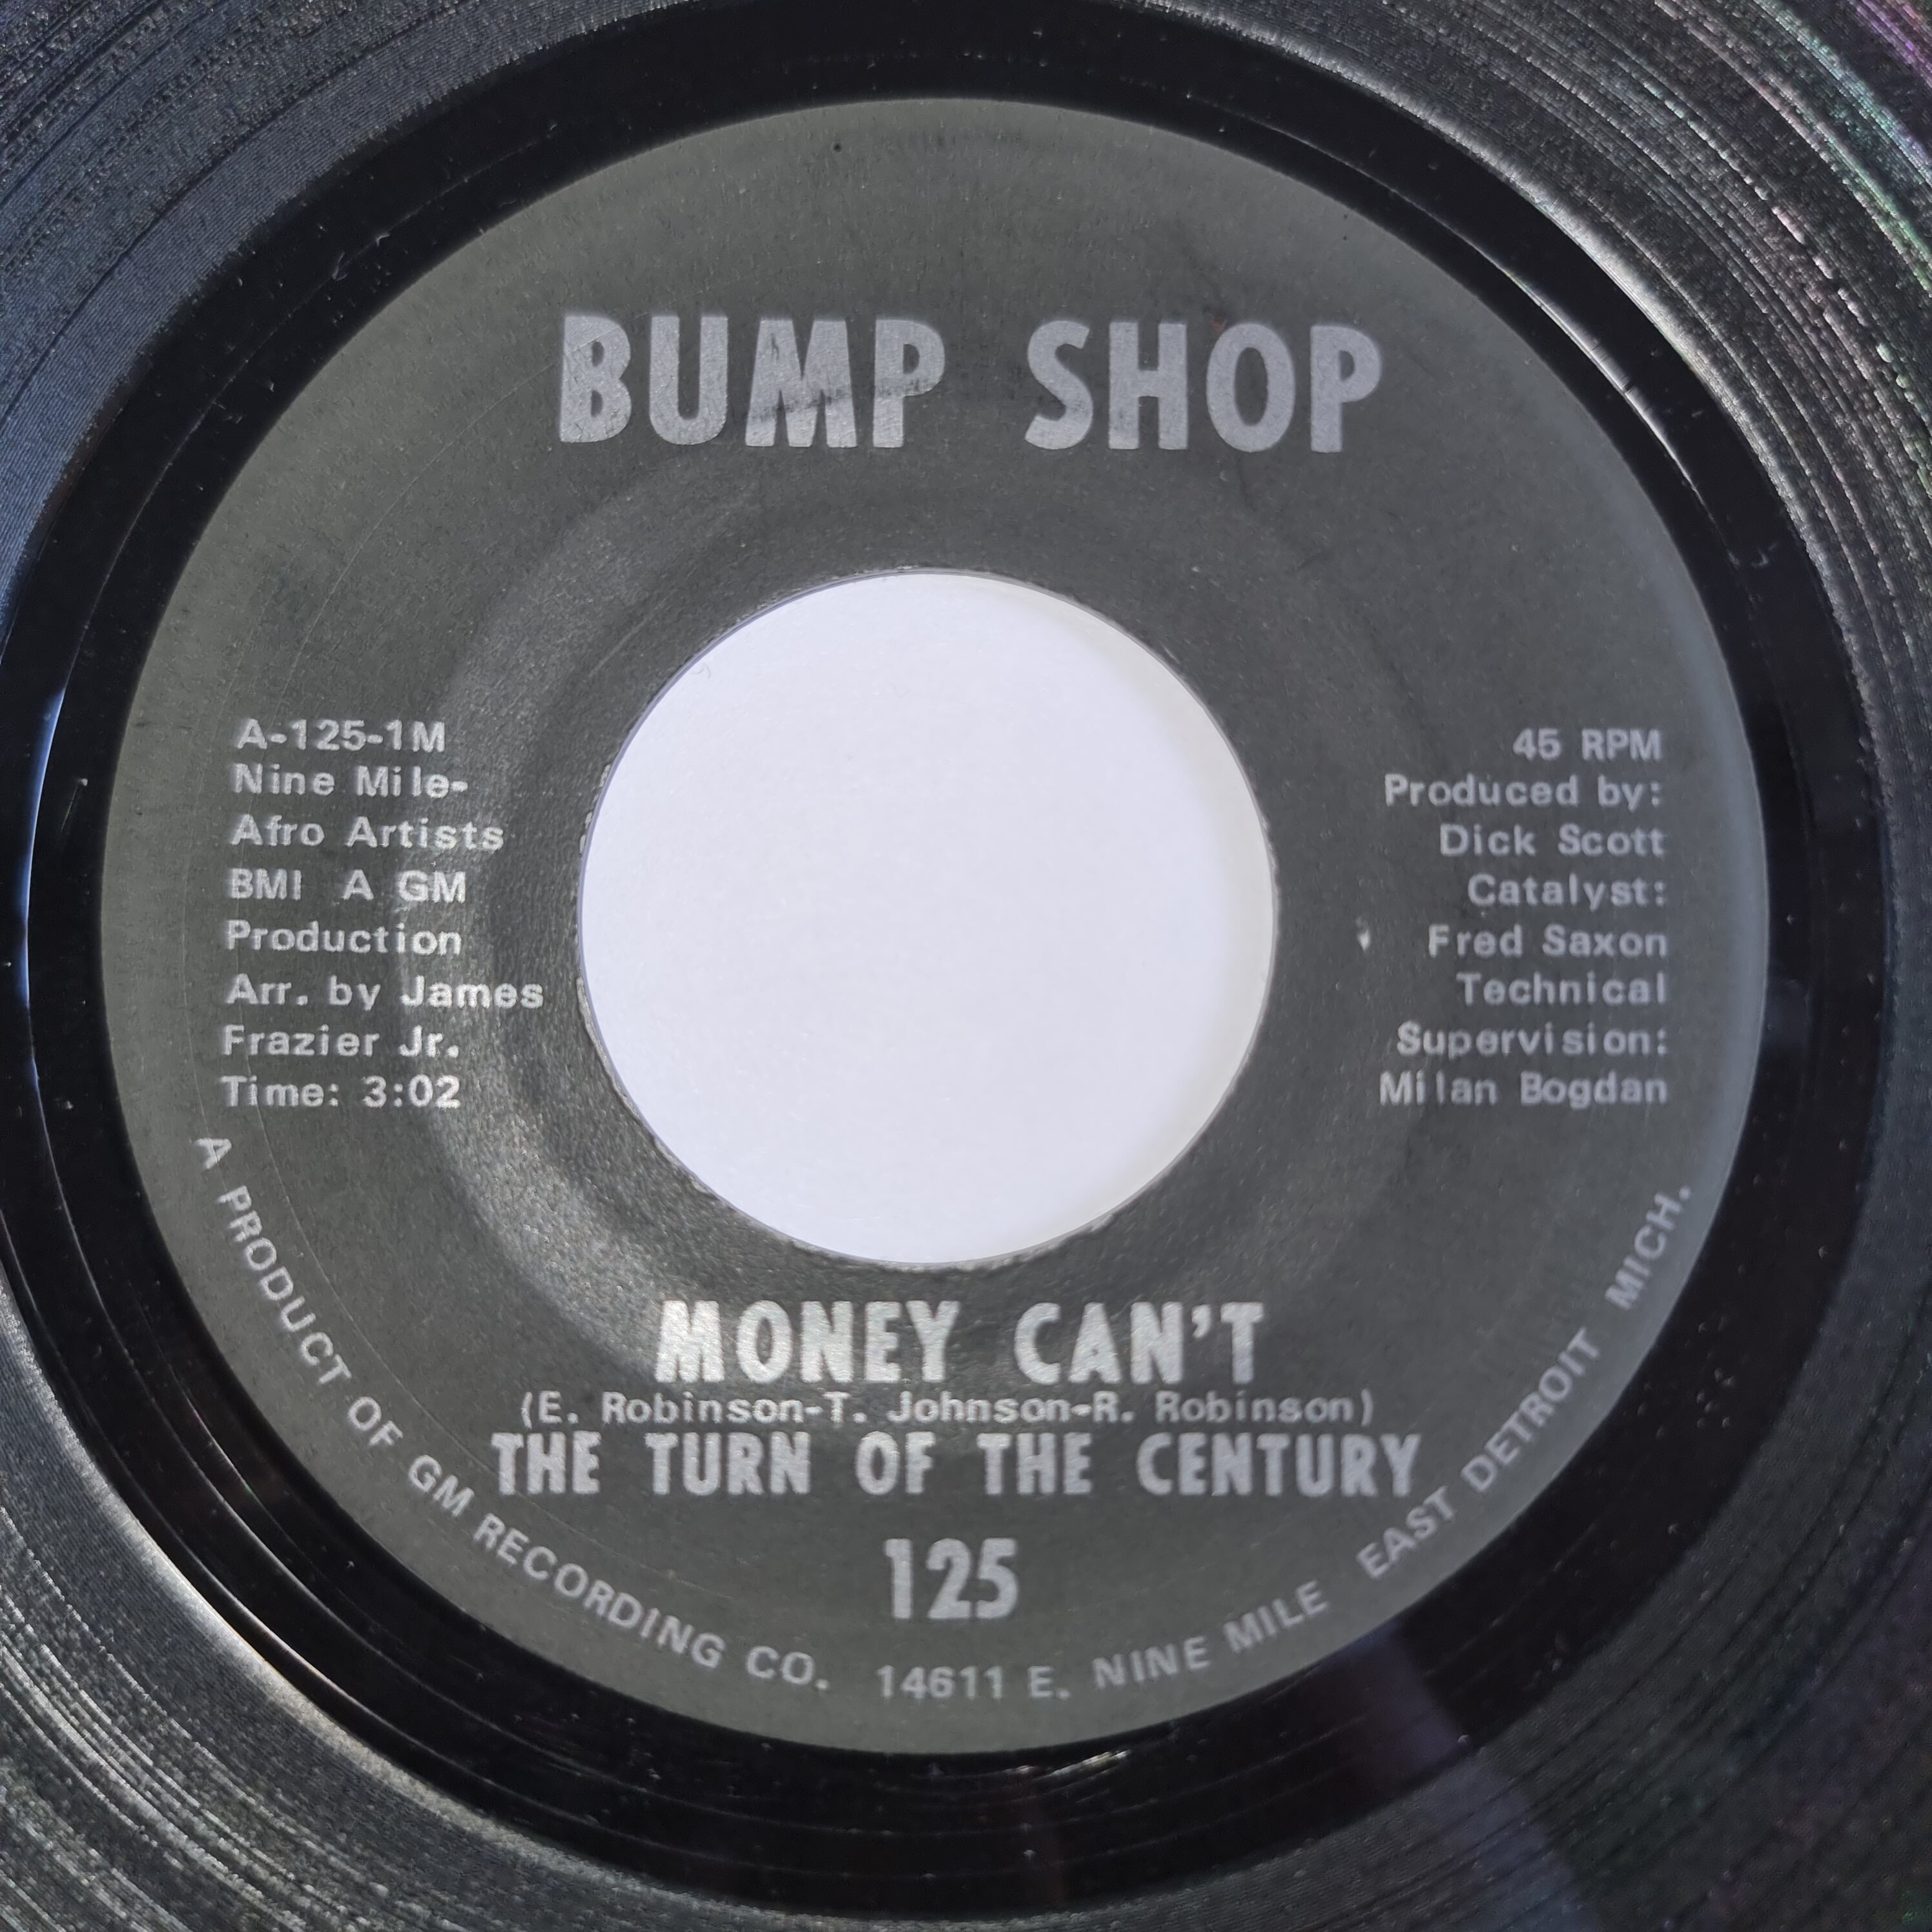 BUMP SHOP
A-125-1M
Nine Mile-
Afro Artists
BMI A GM
Production
Arr. by James
Frazier Jr.
Time: 3:02
45 RPM
Produced by:
Dick Scott
Catalyst:
Fred Saxon
Technical
Supervision:
Milan Bogdan
MONEY CAN'T
(E. Robinson-T. Johnson-R. Robinson)
THE TURN OF THE CENTURY
125
A PRODUCT OF GM RECORDING CO. 14611 E. NINE MILE EAST DETROIT MICH.